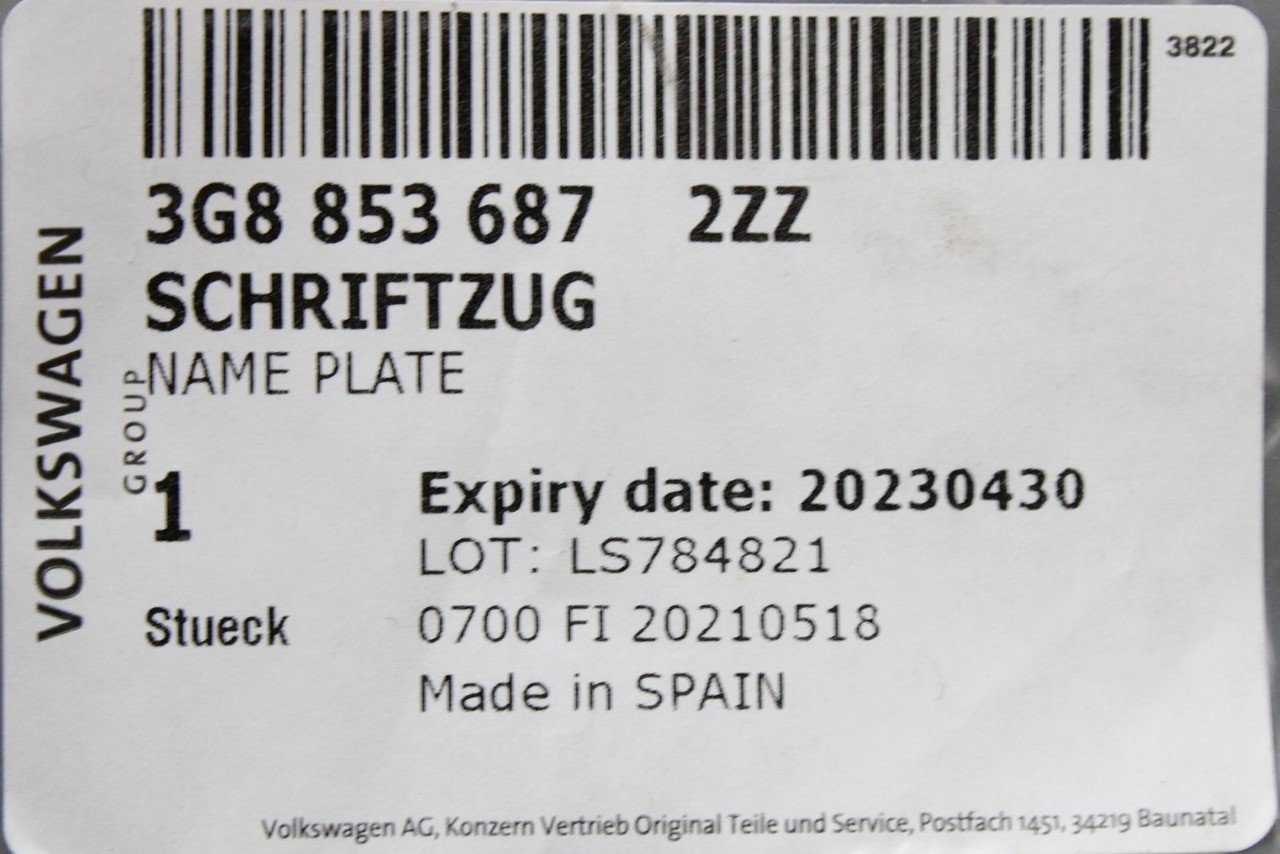 3822
3G8 853 687 2ZZ
SCHRIFTZUG
NAME PLATE
VOLKSWAGEN
GROUP
1
Expiry date: 20230430
LOT: LS784821
Stueck
0700 FI 20210518
Made in SPAIN
Volkswagen AG, Konzern Vertrieb Original Teile und Service, Postfach 1451, 34219 Baunatal